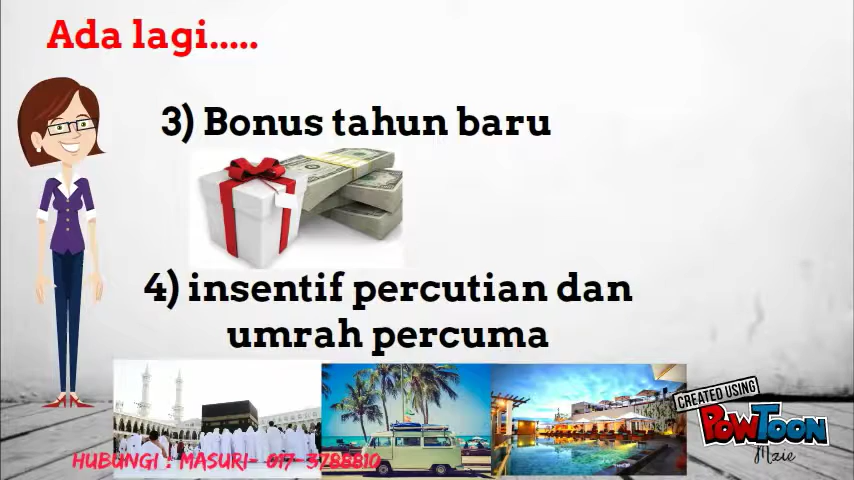 Ada lagi.....
3) Bonus tahun baru
4) insentif percutian dan
umrah percuma
HUBUNGI : MASURI- 017-3788810
CREATED USING
POWTOON
Mzie